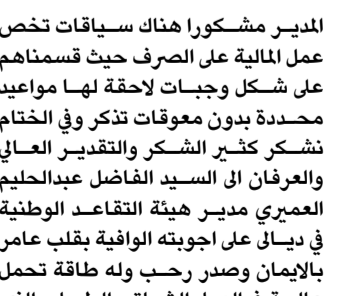 المدير مشكورا هناك سياقات تخص
عمل المالية على الصرف حيث قسمناهم
على شكل وجبات لاحقة لها مواعيد
محددة بدون معوقات تذكر وفي الختام
نشكر كثير الشكر والتقدير العالي
والعرفان الى السيد الفاضل عبدالحليم
العميري مدير هيئة التقاعد الوطنية
في ديالى على اجوبته الوافية بقلب عامر
بالايمان وصدر رحب وله طاقة تحمل